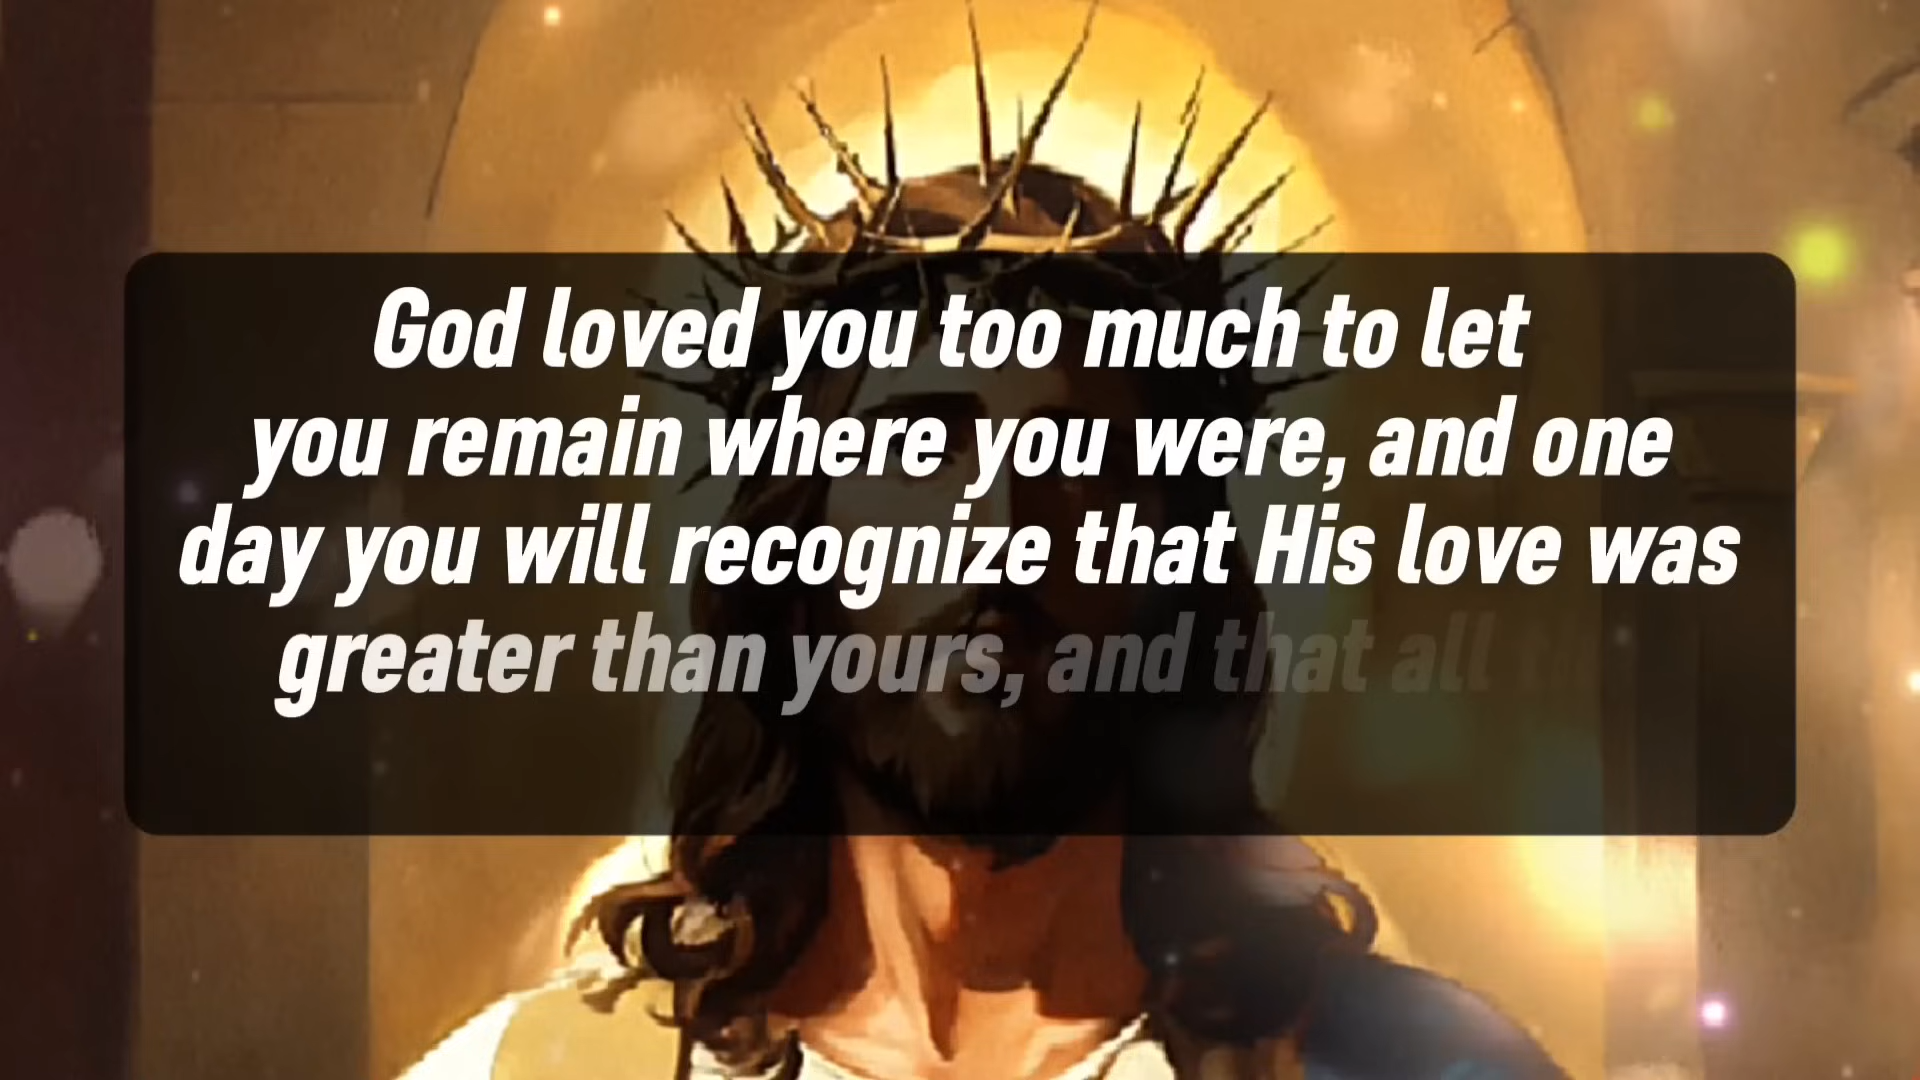 God loved you too much to let
you remain where you were, and one
day you will recognize that His love was
greater than yours, and that all